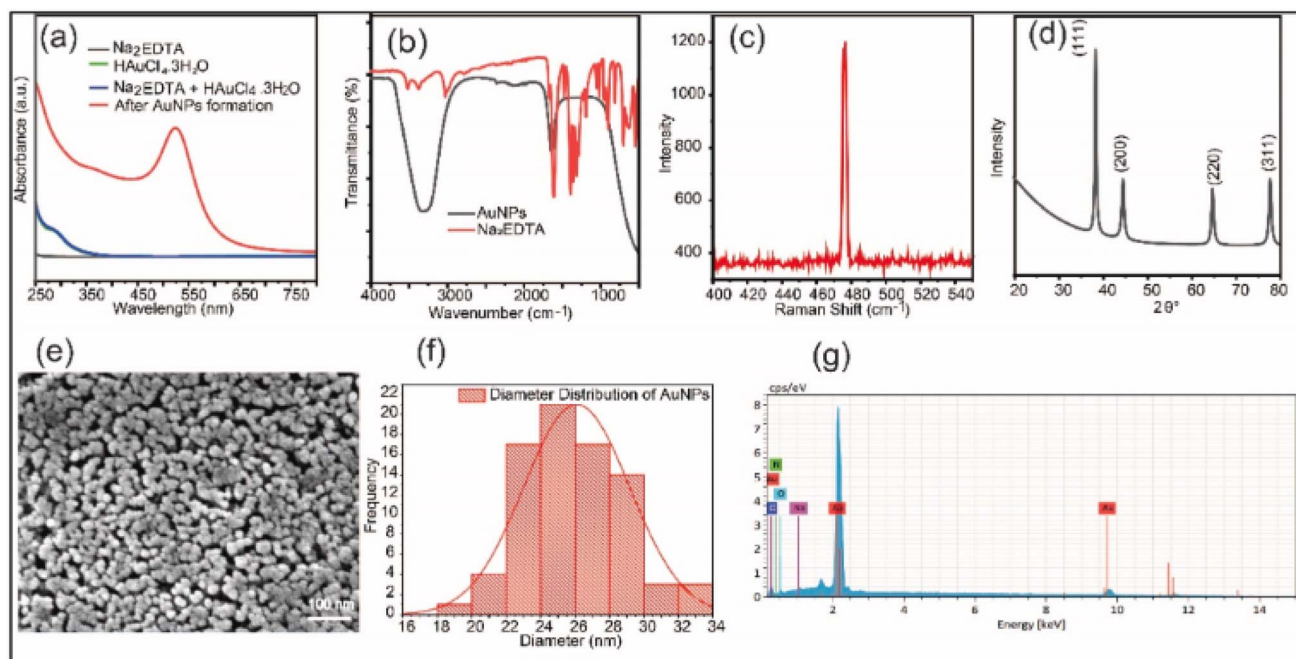 (a)
Na₂EDTA
HAuCl₄.3H₂O
Na₂EDTA + HAuCl₄.3H₂O
After AuNPs formation
Absorbance (a.u.)
250 350 450 550 650 750
Wavelength (nm)
(b)
Transmittance (%)
AuNPs
Na₂EDTA
4000 3000 2000 1000
Wavenumber (cm⁻¹)
(c)
Intensity
1200
1000
800
600
400
400 420 440 460 480 500 520 540
Raman Shift (cm⁻¹)
(d)
(111)
(200)
(220)
(311)
Intensity
20 30 40 50 60 70 80
2θ°
(e)
100 nm
(f)
Diameter Distribution of AuNPs
Frequency
22
20
18
16
14
12
10
8
6
4
2
0
16 18 20 22 24 26 28 30 32 34
Diameter (nm)
(g)
cps/eV
8
7
6
5
4
3
2
1
0
N
Au
O
C
Na
Au
Au
2 4 6 8 10 12 14
Energy [keV]